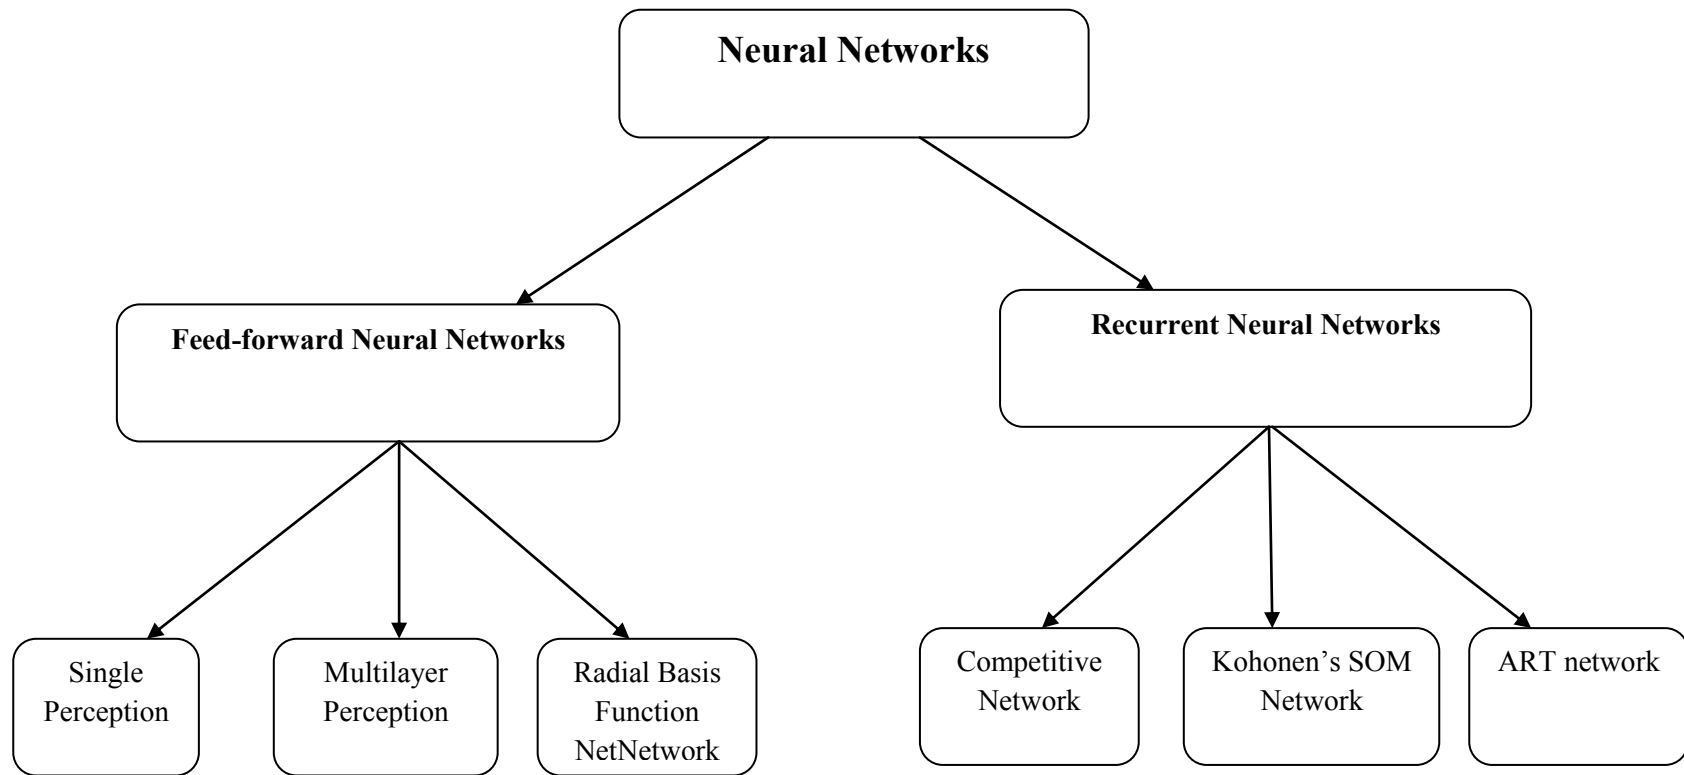 Neural Networks
Feed-forward Neural Networks
Recurrent Neural Networks
Single
Perception
Multilayer
Perception
Radial Basis
Function
NetNetwork
Competitive
Network
Kohonen’s SOM
Network
ART network